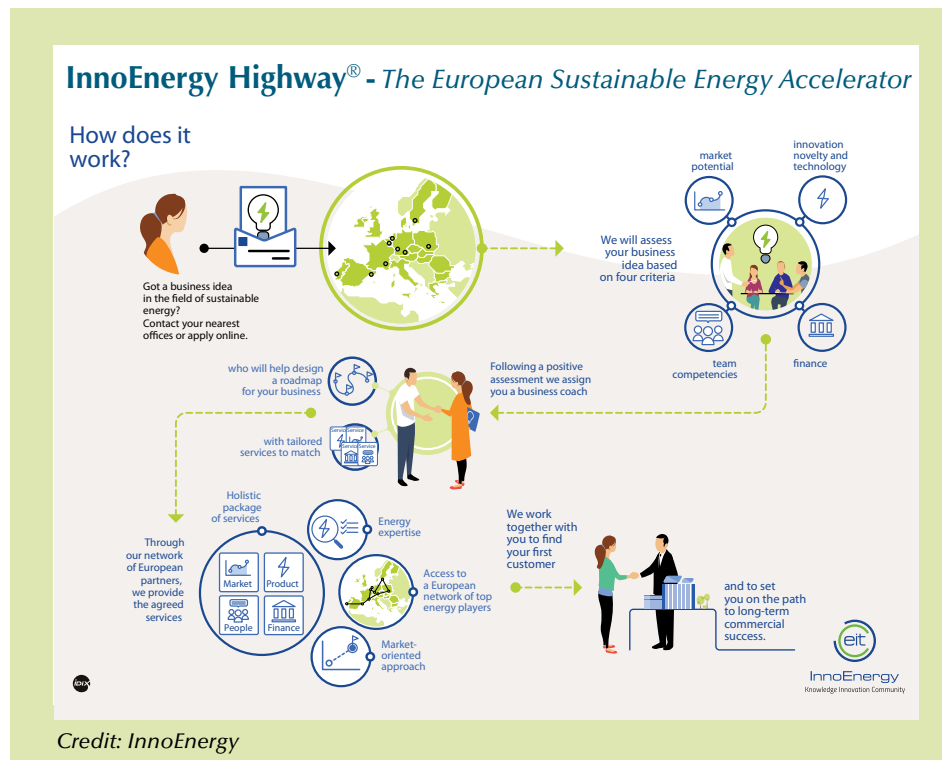 InnoEnergy Highway® - The European Sustainable Energy Accelerator
How does it
work?
Got a business idea
in the field of sustainable
energy?
Contact your nearest
offices or apply online.
We will assess
your business
idea based
on four criteria
market
potential
innovation
novelty and
technology
team
competencies
finance
Following a positive
assessment we assign
you a business coach
who will help design
a roadmap
for your business
with tailored
services to match
Service
Service
Service
Service
Through
our network
of European
partners,
we provide
the agreed
services
Holistic
package
of services
Market
Product
People
Finance
Energy
expertise
Access to
a European
network of top
energy players
Market-
oriented
approach
We work
together with
you to find
your first
customer
and to set
you on the path
to long-term
commercial
success.
eit
InnoEnergy
Knowledge Innovation Community
IDIX
Credit: InnoEnergy